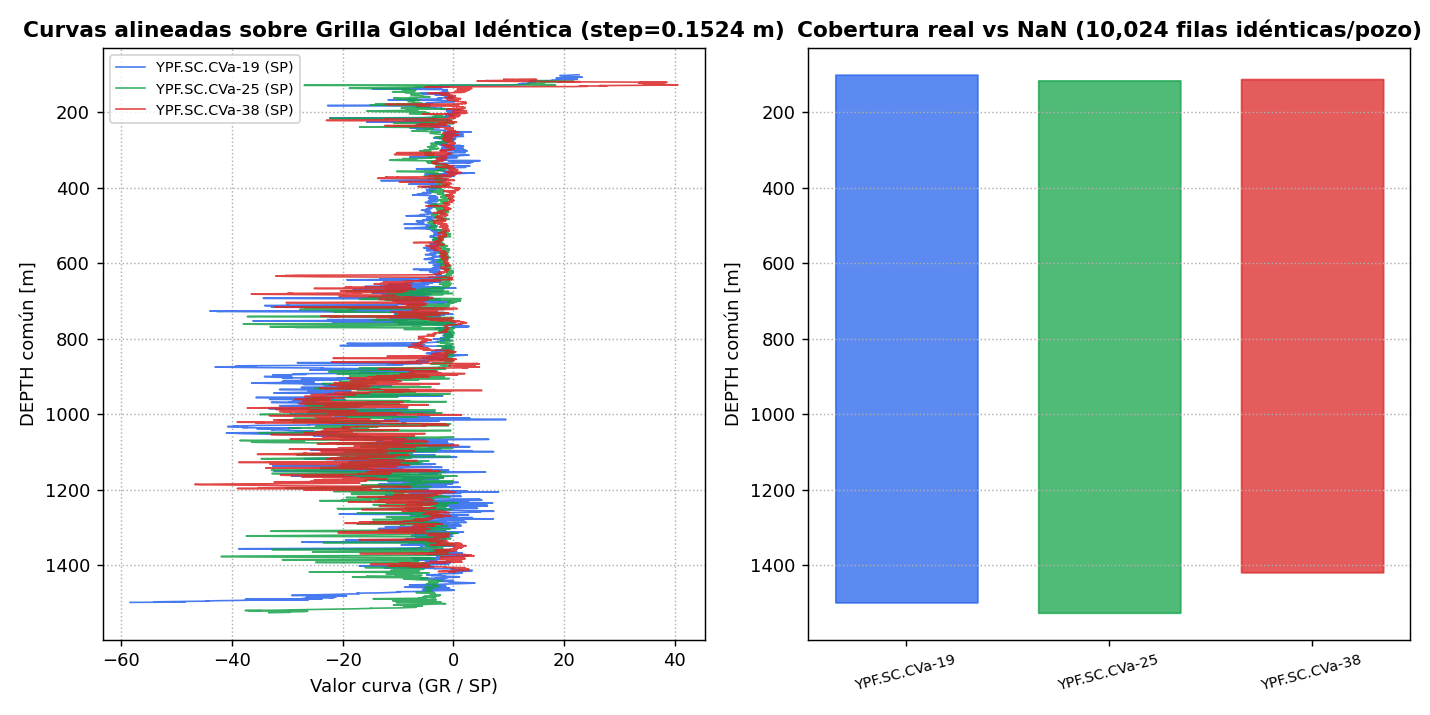 Curvas alineadas sobre Grilla Global Idéntica (step=0.1524 m)
YPF.SC.CVa-19 (SP)
YPF.SC.CVa-25 (SP)
YPF.SC.CVa-38 (SP)
DEPTH común [m]
200
400
600
800
1000
1200
1400
−60
−40
−20
0
20
40
Valor curva (GR / SP)
Cobertura real vs NaN (10,024 filas idénticas/pozo)
DEPTH común [m]
200
400
600
800
1000
1200
1400
YPF.SC.CVa-19
YPF.SC.CVa-25
YPF.SC.CVa-38